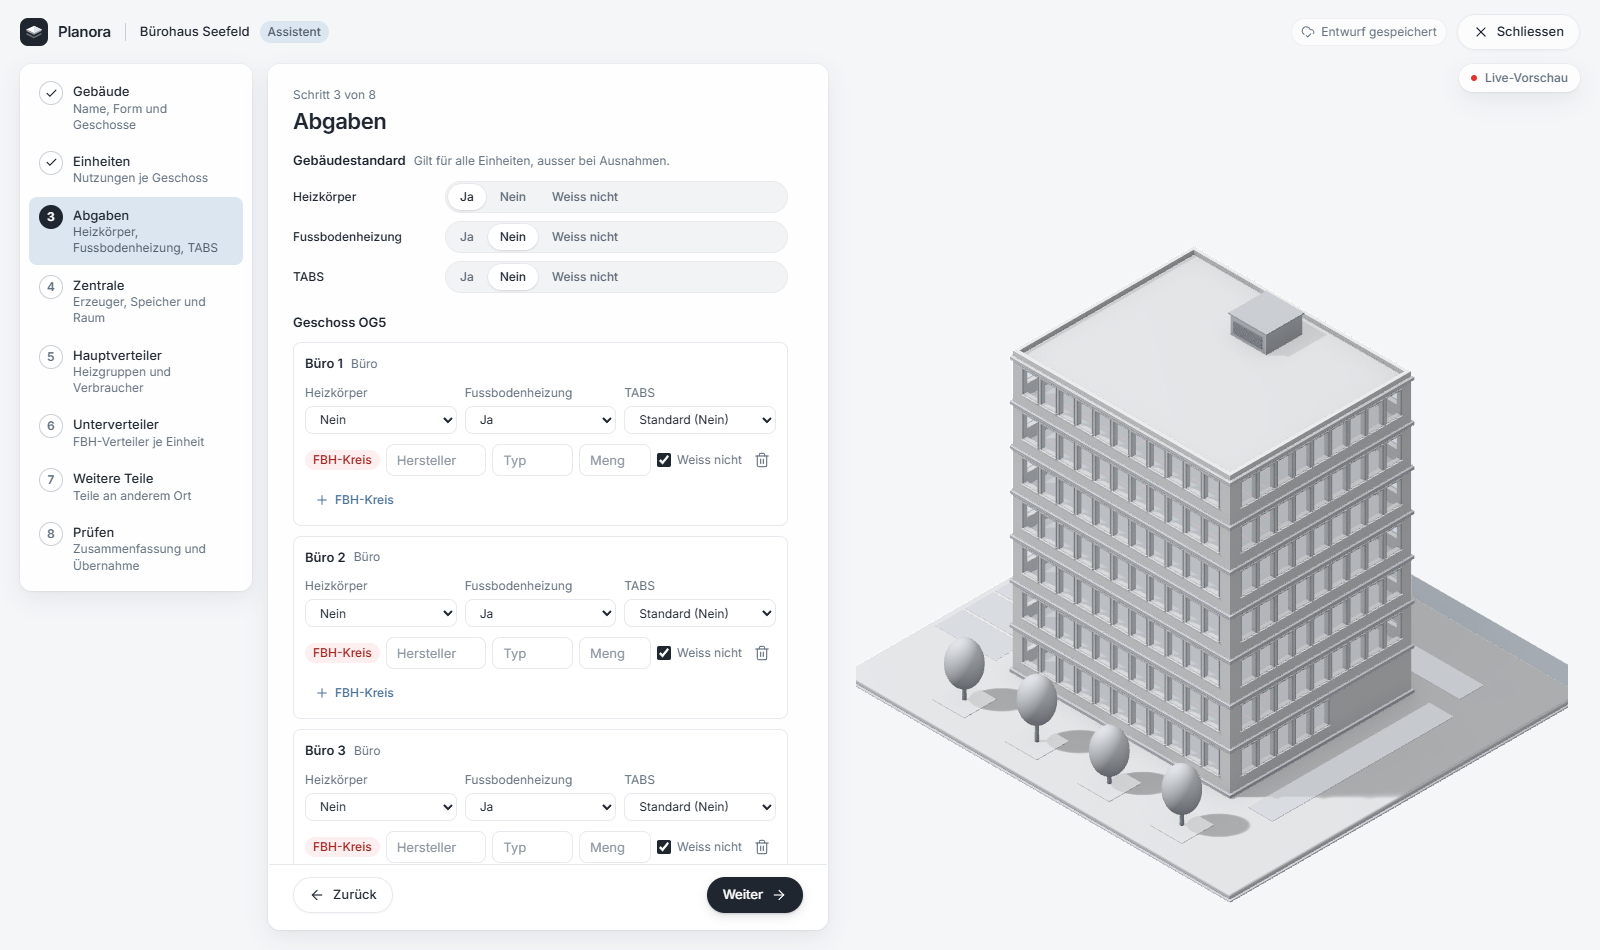 Planora
Bürohaus Seefeld
Assistent
Entwurf gespeichert
Schliessen
Live-Vorschau
Gebäude
Name, Form und
Geschosse
Einheiten
Nutzungen je Geschoss
3
Abgaben
Heizkörper,
Fussbodenheizung, TABS
4
Zentrale
Erzeuger, Speicher und
Raum
5
Hauptverteiler
Heizgruppen und
Verbraucher
6
Unterverteiler
FBH-Verteiler je Einheit
7
Weitere Teile
Teile an anderem Ort
8
Prüfen
Zusammenfassung und
Übernahme
Schritt 3 von 8
Abgaben
Gebäudestandard Gilt für alle Einheiten, ausser bei Ausnahmen.
Heizkörper Ja Nein Weiss nicht
Fussbodenheizung Ja Nein Weiss nicht
TABS Ja Nein Weiss nicht
Geschoss OG5
Büro 1 Büro
Heizkörper Fussbodenheizung TABS
Nein Ja Standard (Nein)
FBH-Kreis Hersteller Typ Meng Weiss nicht
FBH-Kreis
Büro 2 Büro
Heizkörper Fussbodenheizung TABS
Nein Ja Standard (Nein)
FBH-Kreis Hersteller Typ Meng Weiss nicht
FBH-Kreis
Büro 3 Büro
Heizkörper Fussbodenheizung TABS
Nein Ja Standard (Nein)
FBH-Kreis Hersteller Typ Meng Weiss nicht
Zurück
Weiter